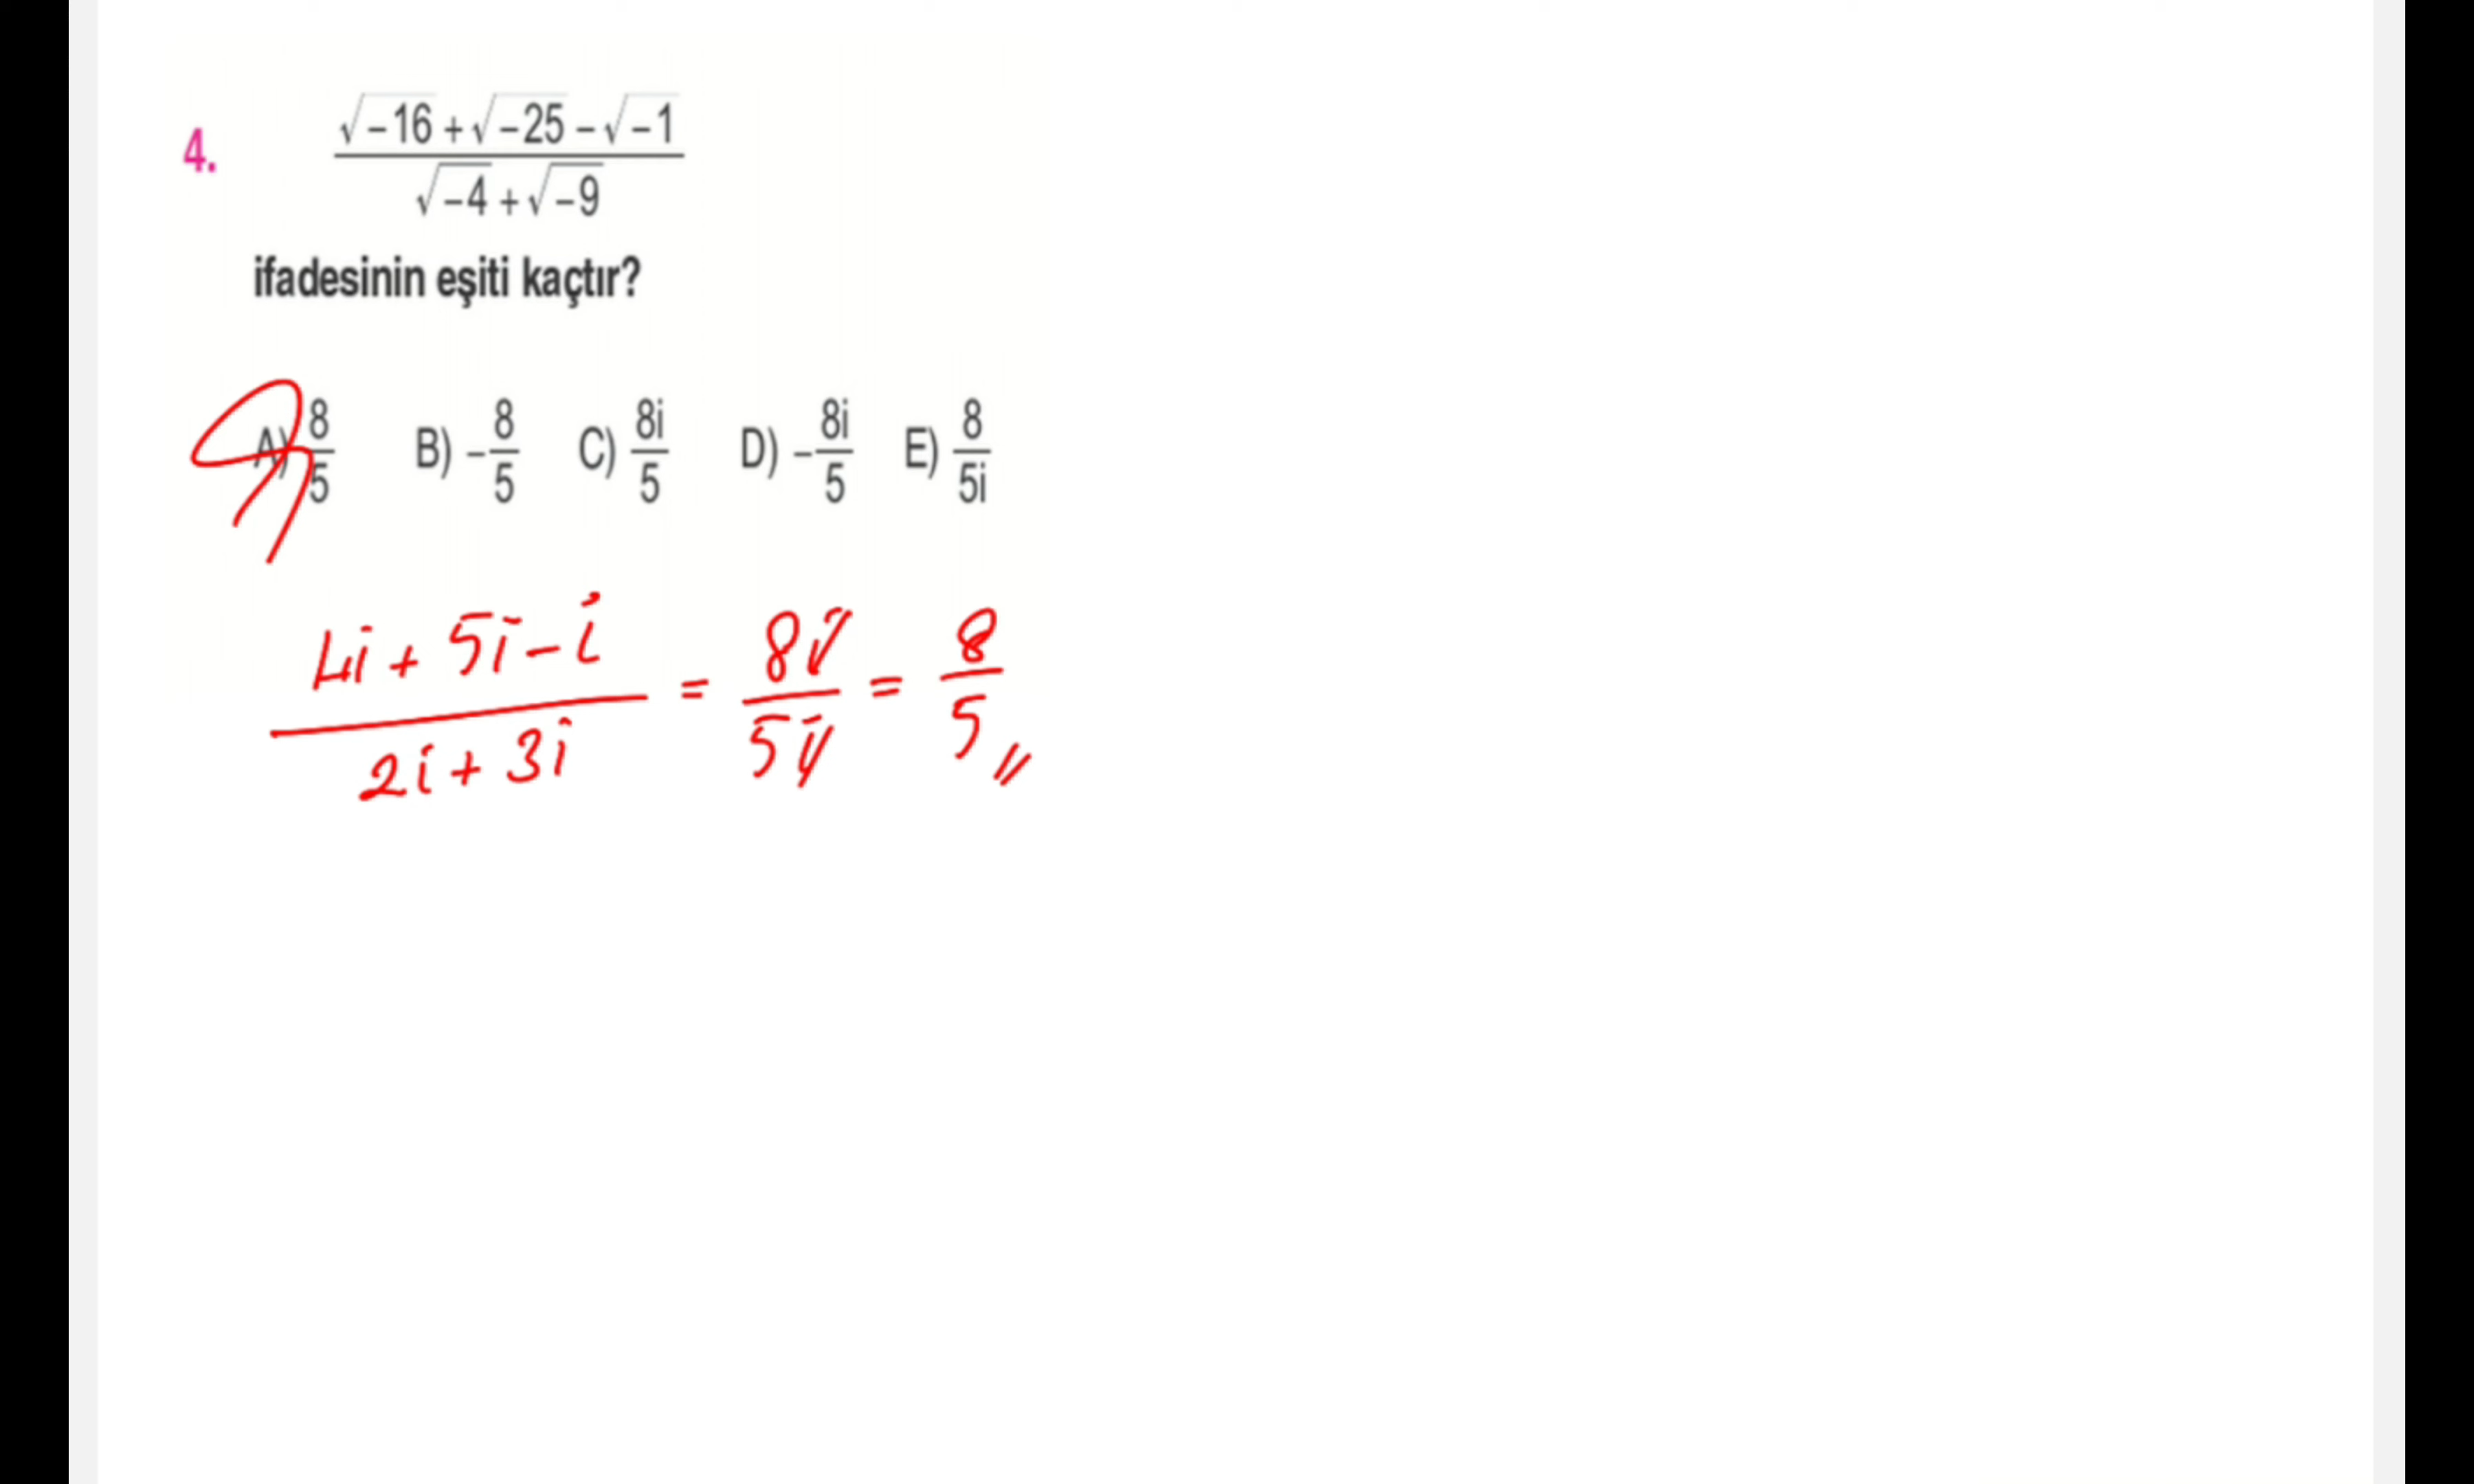 4. (√-16 + √-25 - √-1) / (√-4 + √-9)
ifadesinin eşiti kaçtır?
A) 8/5 B) -8/5 C) 8i/5 D) -8i/5 E) 8/5i
(4i + 5i - i) / (2i + 3i) = 8i/5i = 8/5